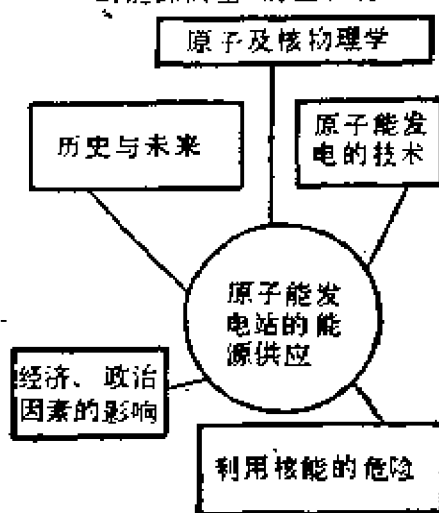 原子及核物理学
历史与未来
原子能发
电的技术
原子能发
电站的能
源供应
经济、政治
因素的影响
利用核能的危险